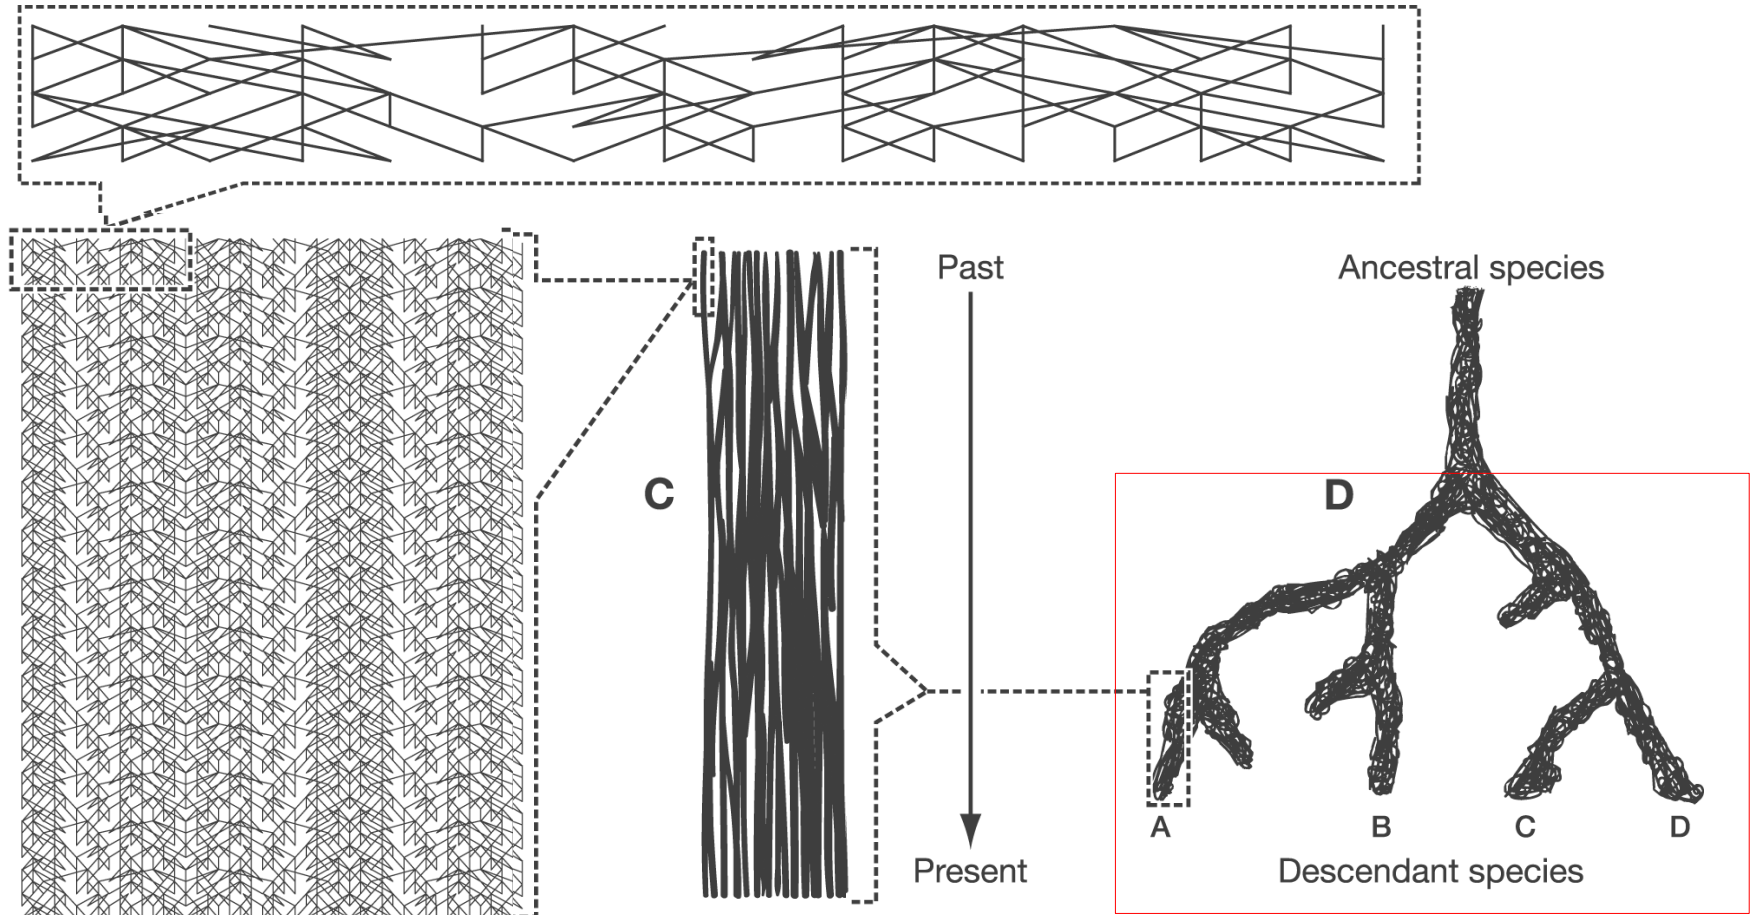 Past
Ancestral species
C
D
A
B
C
D
Present
Descendant species